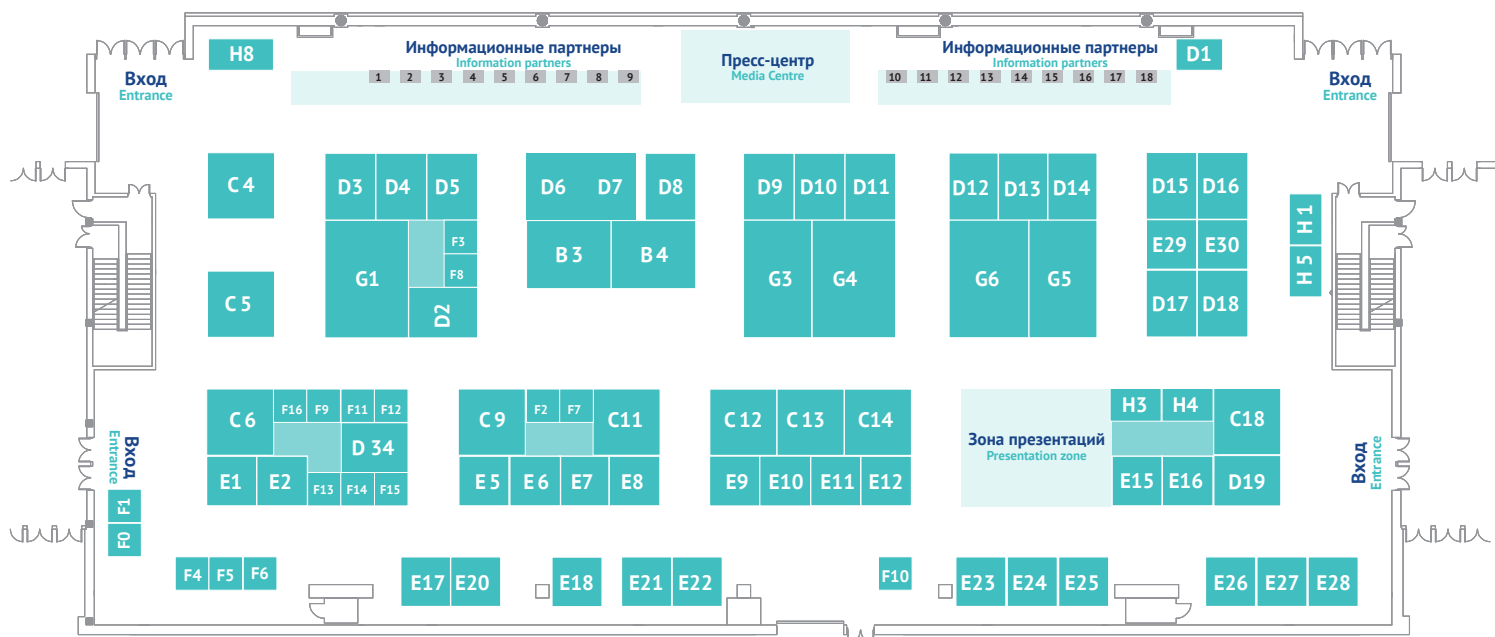 H8
Информационные партнеры
Information partners
1 2 3 4 5 6 7 8 9
Пресс-центр
Media Centre
Информационные партнеры
Information partners
10 11 12 13 14 15 16 17 18
D1
Вход
Entrance
Вход
Entrance
C 4
D3 D4 D5
D6 D7 D8
D9 D10 D11
D12 D13 D14
D15 D16
H 1
F3
E29 E30
G1
F8
B 3 B 4
G3 G4
G6 G5
H 5
C 5
D2
D17 D18
C 6
F16 F9 F11 F12
D 34
E1 E2
F13 F14 F15
C 9
F2 F7
C11
E 5 E 6 E7 E8
C 12 C 13 C 14
E9 E10 E11 E12
Зона презентаций
Presentation zone
H3 H4
C18
E15 E16 D19
Вход
Entrance
Вход
Entrance
F1
F0
F4 F5 F6
E17 E20
E18
E21 E22
F10
E23 E24 E25
E26 E27 E28